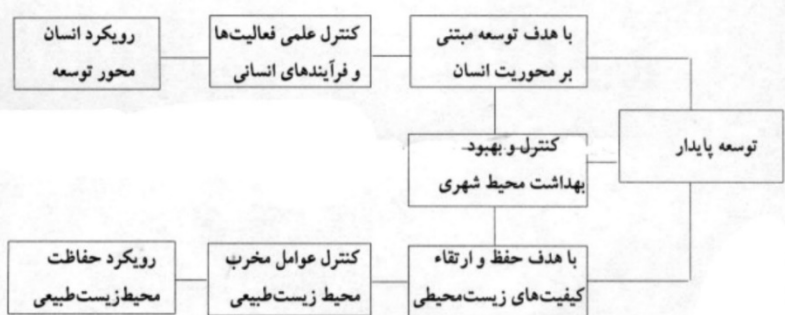 رویکرد انسان
محور توسعه
کنترل علمی فعالیت‌ها
و فرآیندهای انسانی
با هدف توسعه مبتنی
بر محوریت انسان
کنترل و بهبود
بهداشت محیط شهری
توسعه پایدار
رویکرد حفاظت
محیط‌زیست‌طبیعی
کنترل عوامل مخرب
محیط زیست‌طبیعی
با هدف حفظ و ارتقاء
کیفیت‌های زیست‌محیطی